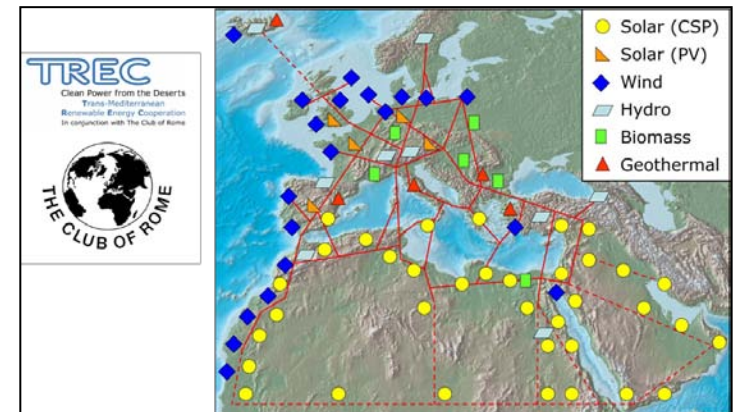 TREC
Clean Power from the Deserts
Trans-Mediterranean
Renewable Energy Cooperation
In conjunction with The Club of Rome
THE CLUB OF ROME
Solar (CSP)
Solar (PV)
Wind
Hydro
Biomass
Geothermal